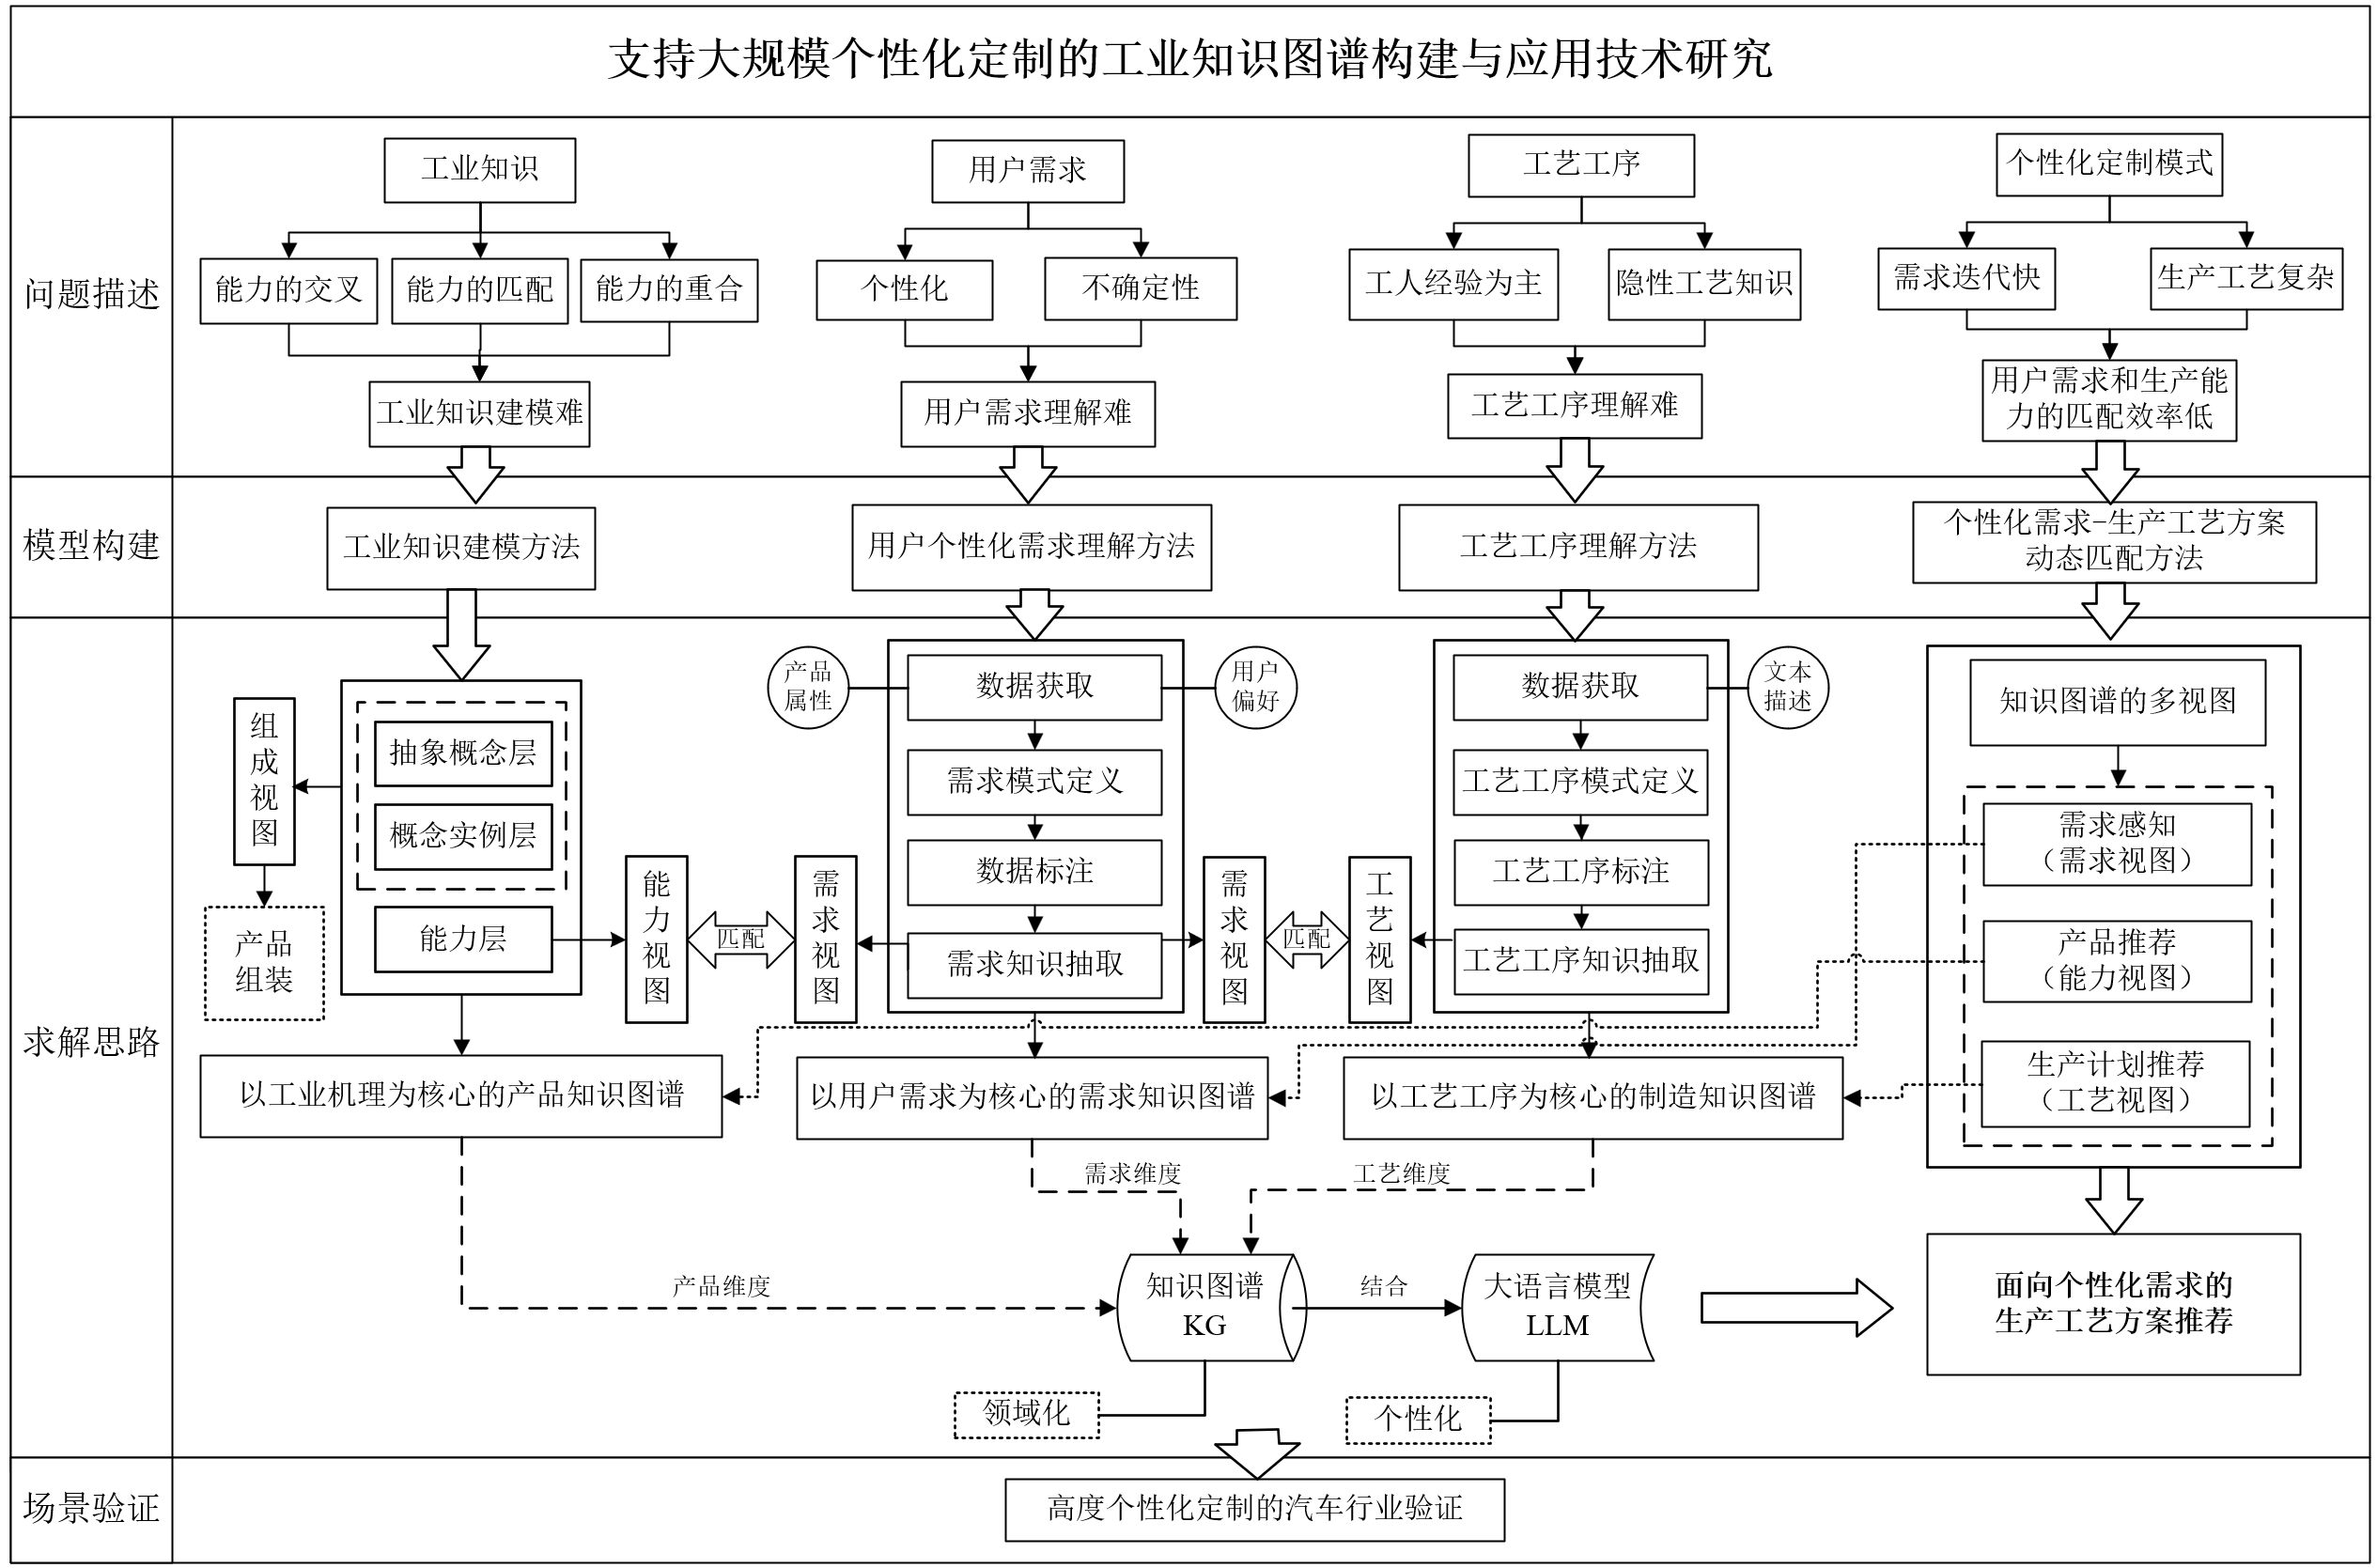 支持大规模个性化定制的工业知识图谱构建与应用技术研究
问题描述
工业知识
用户需求
工艺工序
个性化定制模式
能力的交叉
能力的匹配
能力的重合
个性化
不确定性
工人经验为主
隐性工艺知识
需求迭代快
生产工艺复杂
工业知识建模难
用户需求理解难
工艺工序理解难
用户需求和生产能
力的匹配效率低
模型构建
工业知识建模方法
用户个性化需求理解方法
工艺工序理解方法
个性化需求-生产工艺方案
动态匹配方法
求解思路
组成视图
产品
组装
抽象概念层
概念实例层
能力层
能力视图
匹配
需求视图
产品
属性
数据获取
用户
偏好
需求模式定义
数据标注
需求知识抽取
需求视图
匹配
工艺视图
数据获取
文本
描述
工艺工序模式定义
工艺工序标注
工艺工序知识抽取
知识图谱的多视图
需求感知
（需求视图）
产品推荐
（能力视图）
生产计划推荐
（工艺视图）
以工业机理为核心的产品知识图谱
以用户需求为核心的需求知识图谱
以工艺工序为核心的制造知识图谱
需求维度
工艺维度
产品维度
知识图谱
KG
结合
大语言模型
LLM
面向个性化需求的
生产工艺方案推荐
领域化
个性化
场景验证
高度个性化定制的汽车行业验证